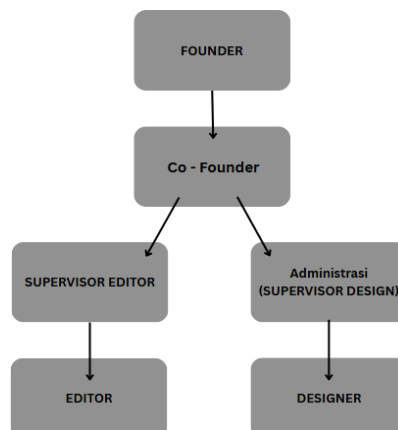 FOUNDER
Co - Founder
SUPERVISOR EDITOR
Administrasi
(SUPERVISOR DESIGN)
EDITOR
DESIGNER